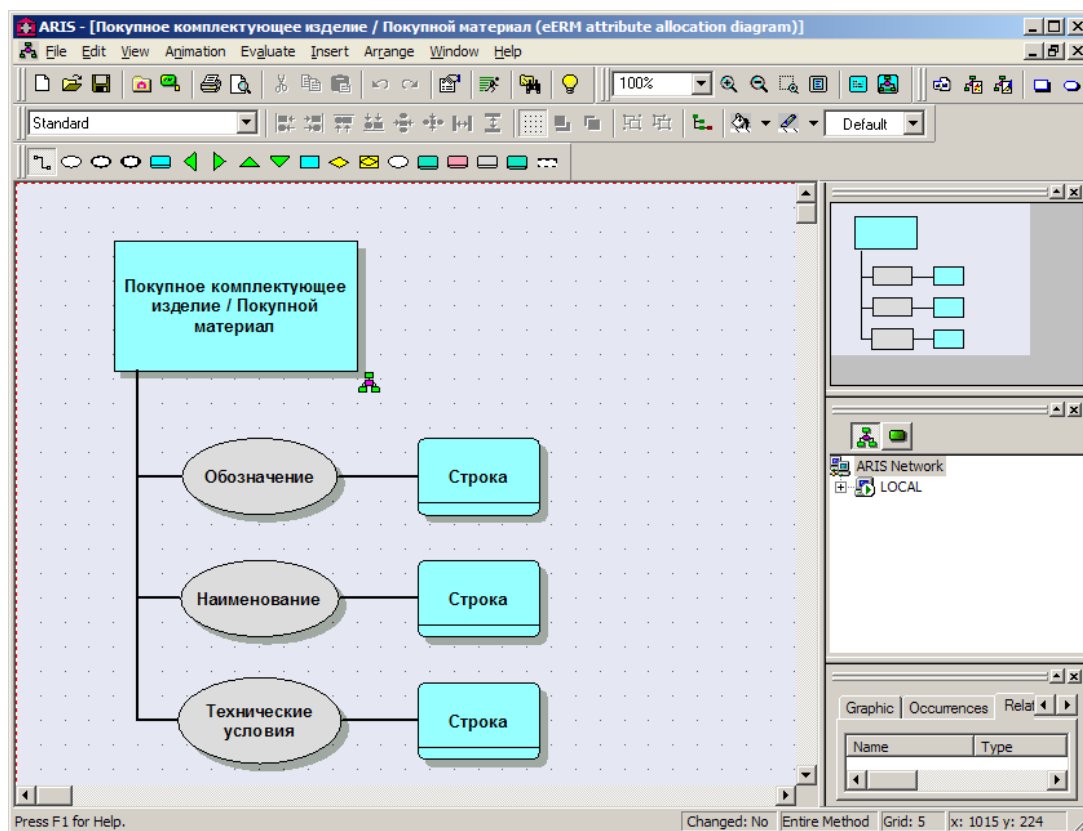 ARIS - [Покупное комплектующее изделие / Покупной материал (eERM attribute allocation diagram)]
File Edit View Animation Evaluate Insert Arrange Window Help
100%
Standard
Default
Покупное комплектующее
изделие / Покупной
материал
Обозначение
Строка
Наименование
Строка
Технические
условия
Строка
ARIS Network
LOCAL
Graphic Occurrences Relat
Name Type
Press F1 for Help.
Changed: No Entire Method Grid: 5 x: 1015 y: 224